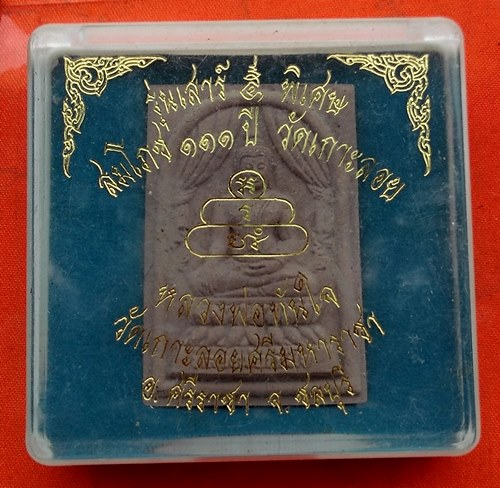 รุ่นเสาร์ ๕ พิเศษ
สมโภช ๑๑๑ ปี วัดเกาะลอย
หลวงพ่อทันใจ
วัดเกาะลอยศรีมหาราชา
อ. ศรีราชา จ. ชลบุรี